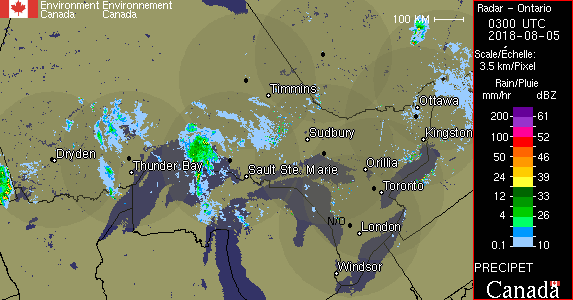 Environment Environnement
Canada Canada
100 KM
Timmins
Ottawa
Sudbury
Kingston
Dryden
Thunder Bay
Sault Ste. Marie
Orillia
Toronto
N/D
London
Windsor
Radar - Ontario
0300 UTC
2018-08-05
Scale/Échelle:
3.5 km/Pixel
Rain/Pluie
mm/hr dBZ
200 61
100 52
50 46
24 39
12 33
4 26
0.1 10
PRECIPET
Canada